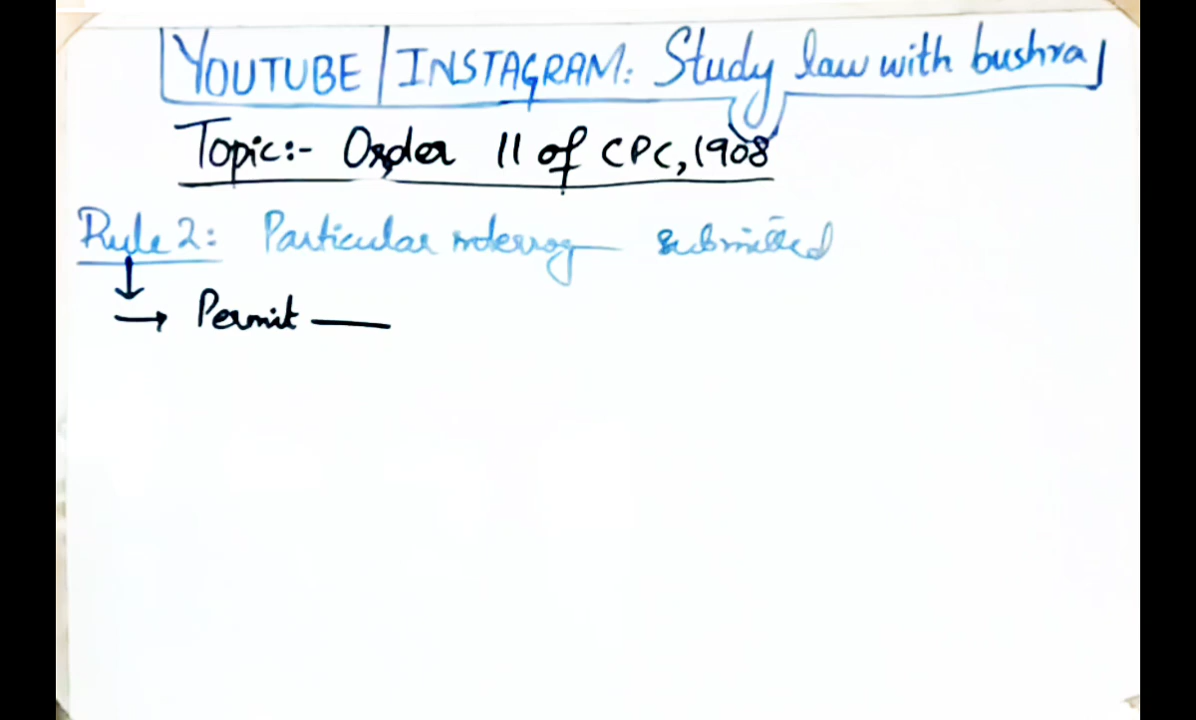 YOUTUBE | INSTAGRAM: Study law with bushra
Topic:- Order 11 of CPC, 1908
Rule 2: Particular interrog— submitted
→ Permit —